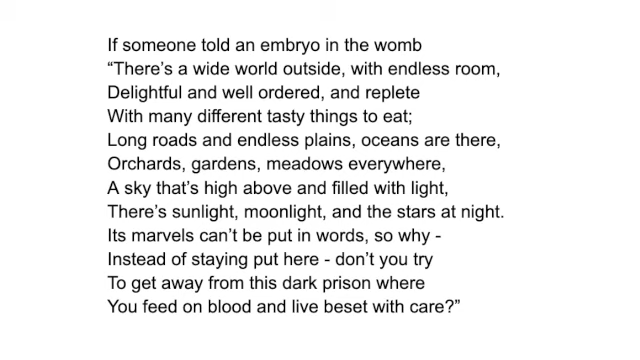 If someone told an embryo in the womb
“There’s a wide world outside, with endless room,
Delightful and well ordered, and replete
With many different tasty things to eat;
Long roads and endless plains, oceans are there,
Orchards, gardens, meadows everywhere,
A sky that’s high above and filled with light,
There’s sunlight, moonlight, and the stars at night.
Its marvels can’t be put in words, so why -
Instead of staying put here - don’t you try
To get away from this dark prison where
You feed on blood and live beset with care?”